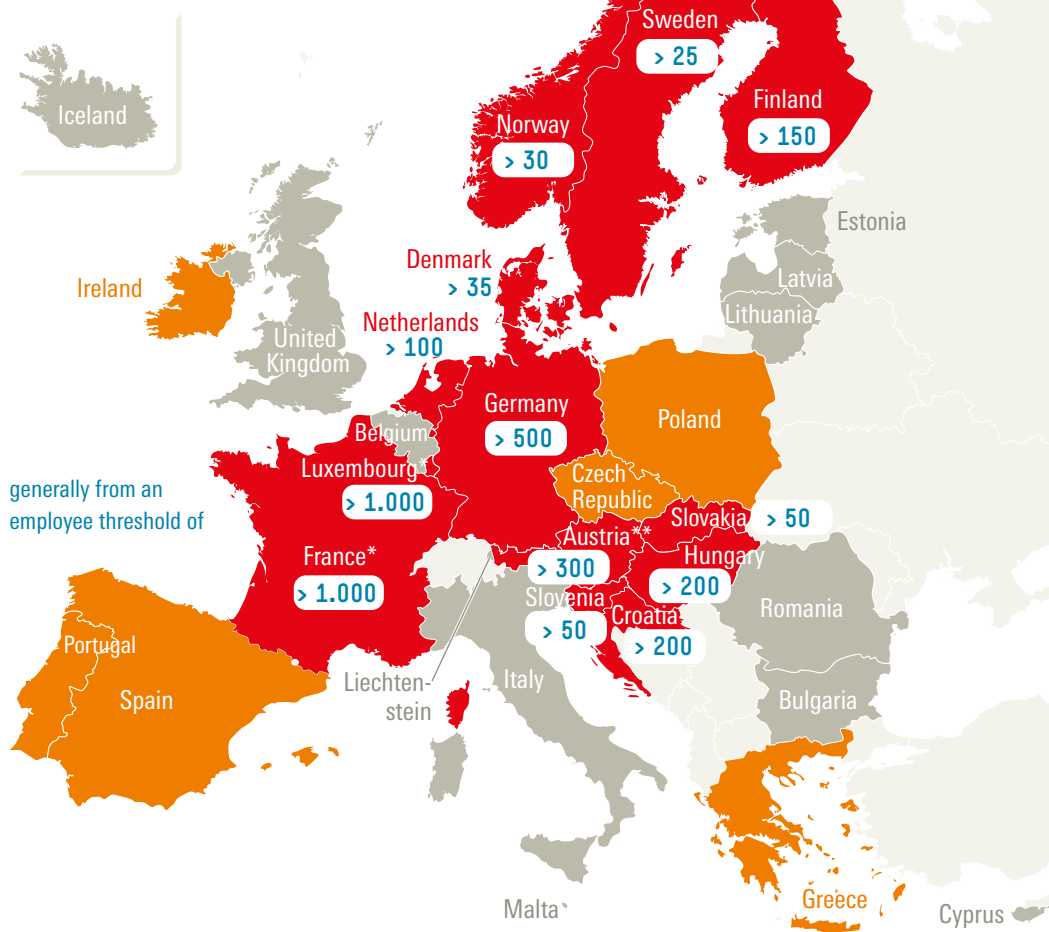 Sweden
> 25
Finland
> 150
Iceland
Norway
> 30
Estonia
Denmark
> 35
Latvia
Ireland
Lithuania
Netherlands
> 100
United
Kingdom
Germany
> 500
Poland
Belgium
Luxembourg*
> 1.000
Czech
Republic
generally from an
employee threshold of
Slovakia
> 50
Austria**
> 300
Hungary
> 200
France*
> 1.000
Slovenia
> 50
Croatia
> 200
Romania
Portugal
Spain
Liechten-
stein
Italy
Bulgaria
Greece
Malta
Cyprus